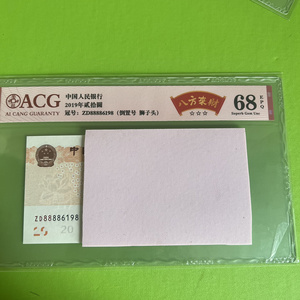 ACG
AI CANG GUARANTY
中国人民银行
2019年贰拾圆
冠号：ZD88886198（倒置号 狮子头）
八方来财
☆☆☆
68 EPQ
Superb Gem Unc
中
ZD88886198
20